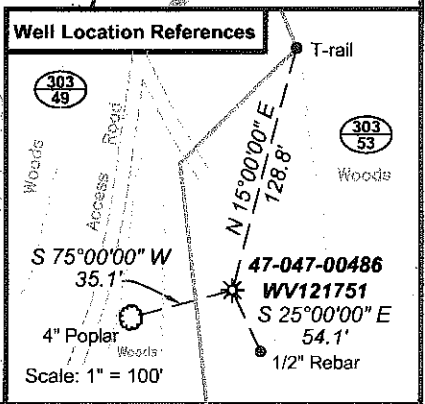 Well Location References
T-rail
303
49
303
53
Woods
Woods
Access Road
N 15°00'00" E
128.8'
S 75°00'00" W
35.1'
47-047-00486
WV121751
S 25°00'00" E
54.1'
4" Poplar
Woods
1/2" Rebar
Scale: 1" = 100'